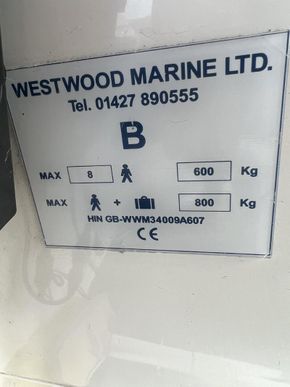 WESTWOOD MARINE LTD.
Tel. 01427 890555
B
MAX 8 600 Kg
MAX + 800 Kg
HIN GB-WWM34009A607
CE